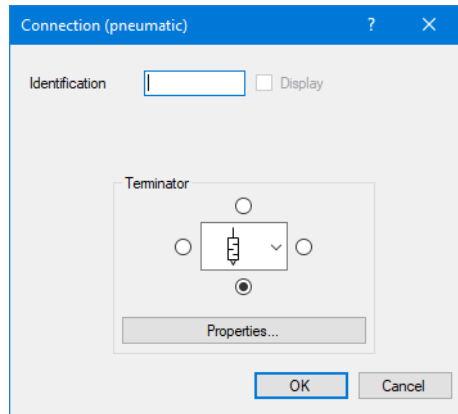 Connection (pneumatic) ?
Identification Display
Terminator
Properties...
OK Cancel